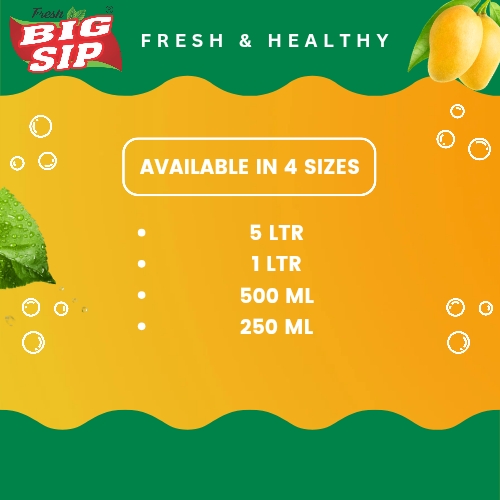 Fresh
BIG
SIP
FRESH & HEALTHY
AVAILABLE IN 4 SIZES
5 LTR
1 LTR
500 ML
250 ML